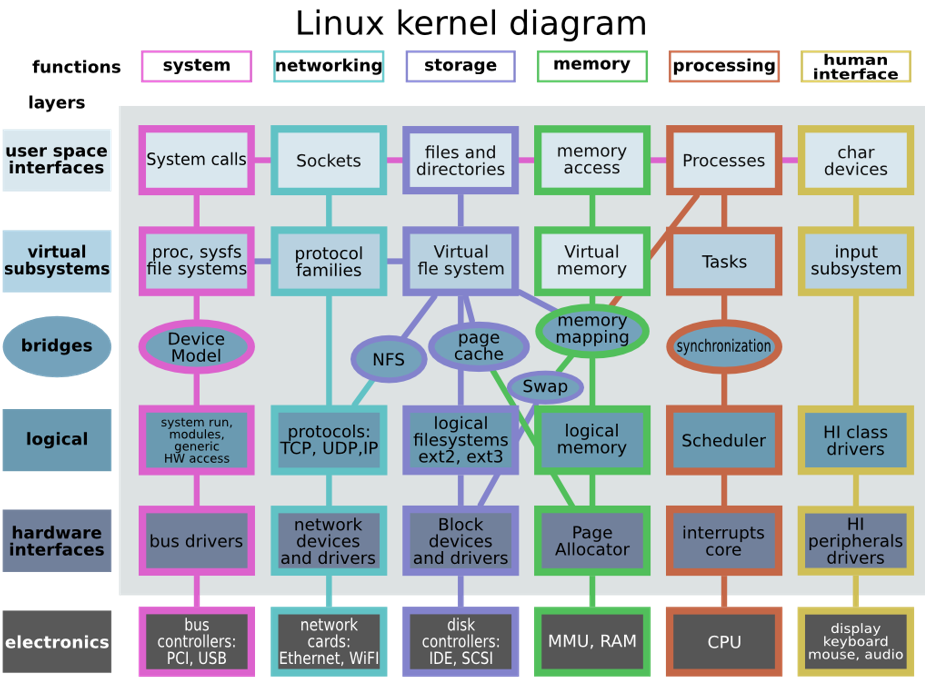 Linux kernel diagram
functions
system
networking
storage
memory
processing
human
interface
layers
user space
interfaces
System calls
Sockets
files and
directories
memory
access
Processes
char
devices
virtual
subsystems
proc, sysfs
file systems
protocol
families
Virtual
fle system
Virtual
memory
Tasks
input
subsystem
bridges
Device
Model
NFS
page
cache
memory
mapping
Swap
synchronization
logical
system run,
modules,
generic
HW access
protocols:
TCP, UDP,IP
logical
filesystems
ext2, ext3
logical
memory
Scheduler
HI class
drivers
hardware
interfaces
bus drivers
network
devices
and drivers
Block
devices
and drivers
Page
Allocator
interrupts
core
HI
peripherals
drivers
electronics
bus
controllers:
PCI, USB
network
cards:
Ethernet, WiFI
disk
controllers:
IDE, SCSI
MMU, RAM
CPU
display
keyboard
mouse, audio